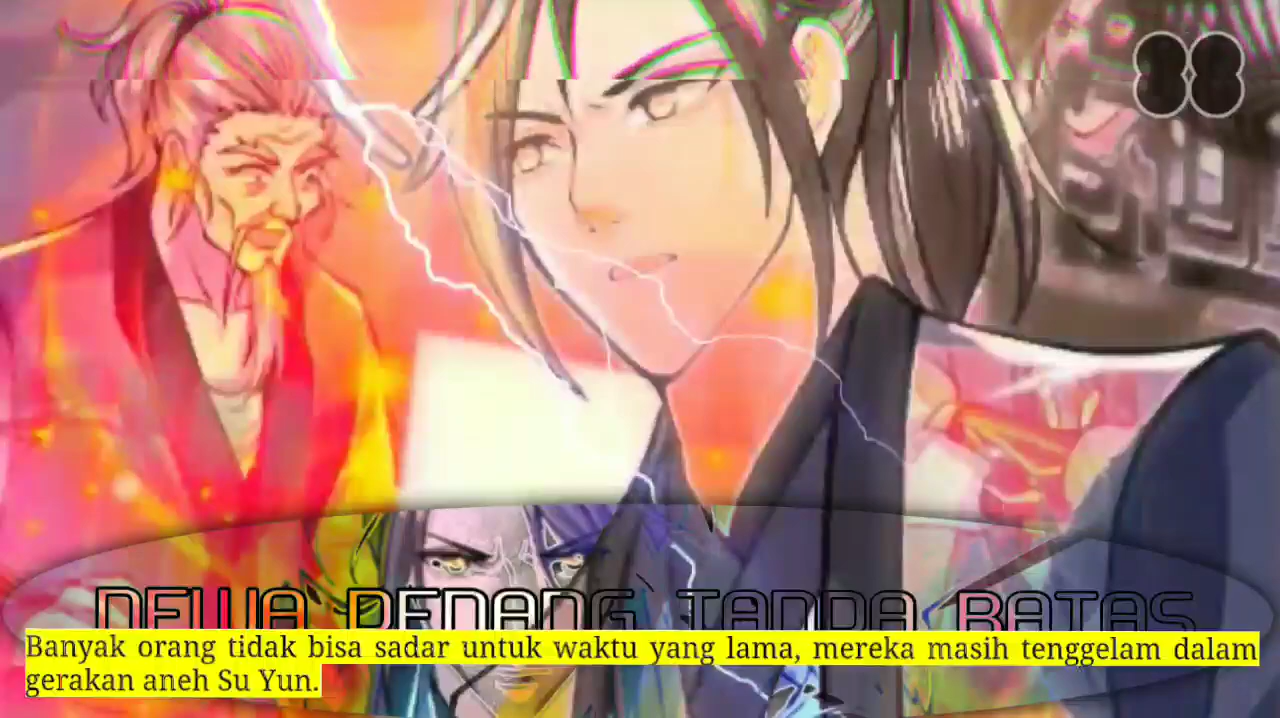 38
DEWA PEDANG TANPA BATAS
Banyak orang tidak bisa sadar untuk waktu yang lama, mereka masih tenggelam dalam
gerakan aneh Su Yun.